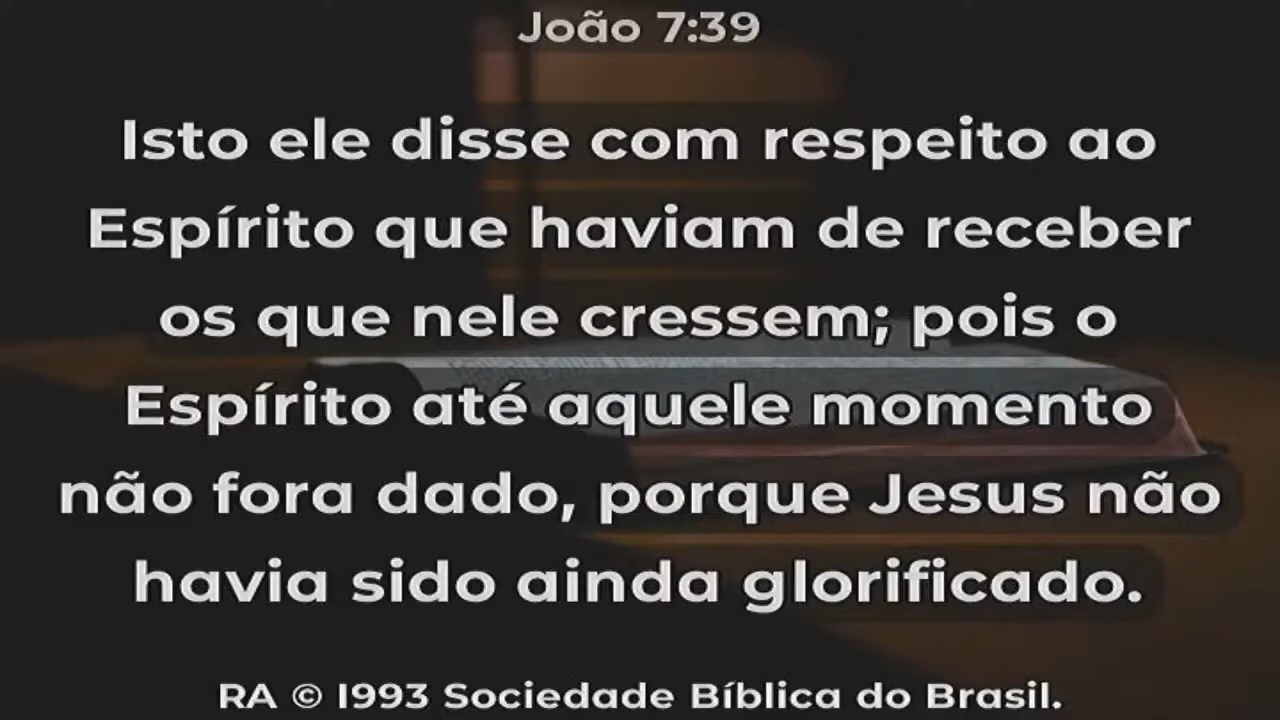 João 7:39
Isto ele disse com respeito ao
Espírito que haviam de receber
os que nele cressem; pois o
Espírito até aquele momento
não fora dado, porque Jesus não
havia sido ainda glorificado.
RA © 1993 Sociedade Bíblica do Brasil.